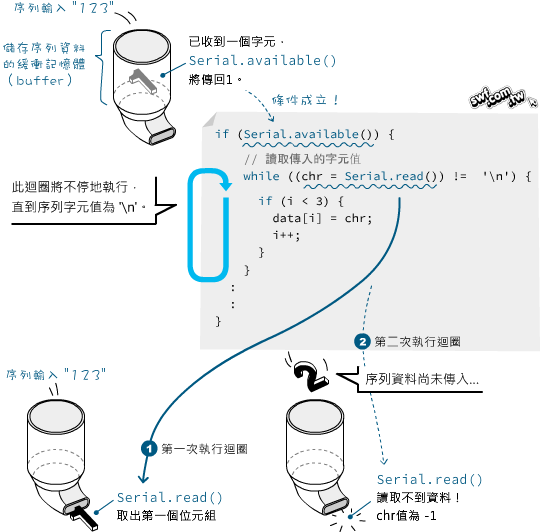 序列輸入 "123"
儲存序列資料
的緩衝記憶體
（buffer）
已收到一個字元，
Serial.available()
將傳回1。
條件成立！
swf.com.tw
if (Serial.available()) {
// 讀取傳入的字元值
while ((chr = Serial.read()) != '\n') {
if (i < 3) {
data[i] = chr;
i++;
}
}
:
:
}
此迴圈將不停地執行，
直到序列字元值為 '\n'。
2 第二次執行迴圈
序列輸入 "123"
2
序列資料尚未傳入...
1 第一次執行迴圈
Serial.read()
取出第一個位元組
Serial.read()
讀取不到資料！
chr值為 -1